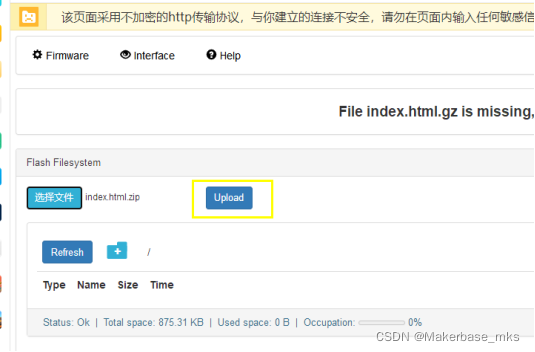 该页面采用不加密的http传输协议，与你建立的连接不安全，请勿在页面内输入任何敏感信
Firmware Interface Help
File index.html.gz is missing,
Flash Filesystem
选择文件 index.html.zip Upload
Refresh /
Type Name Size Time
Status: Ok | Total space: 875.31 KB | Used space: 0 B | Occupation: 0%
CSDN @Makerbase_mks